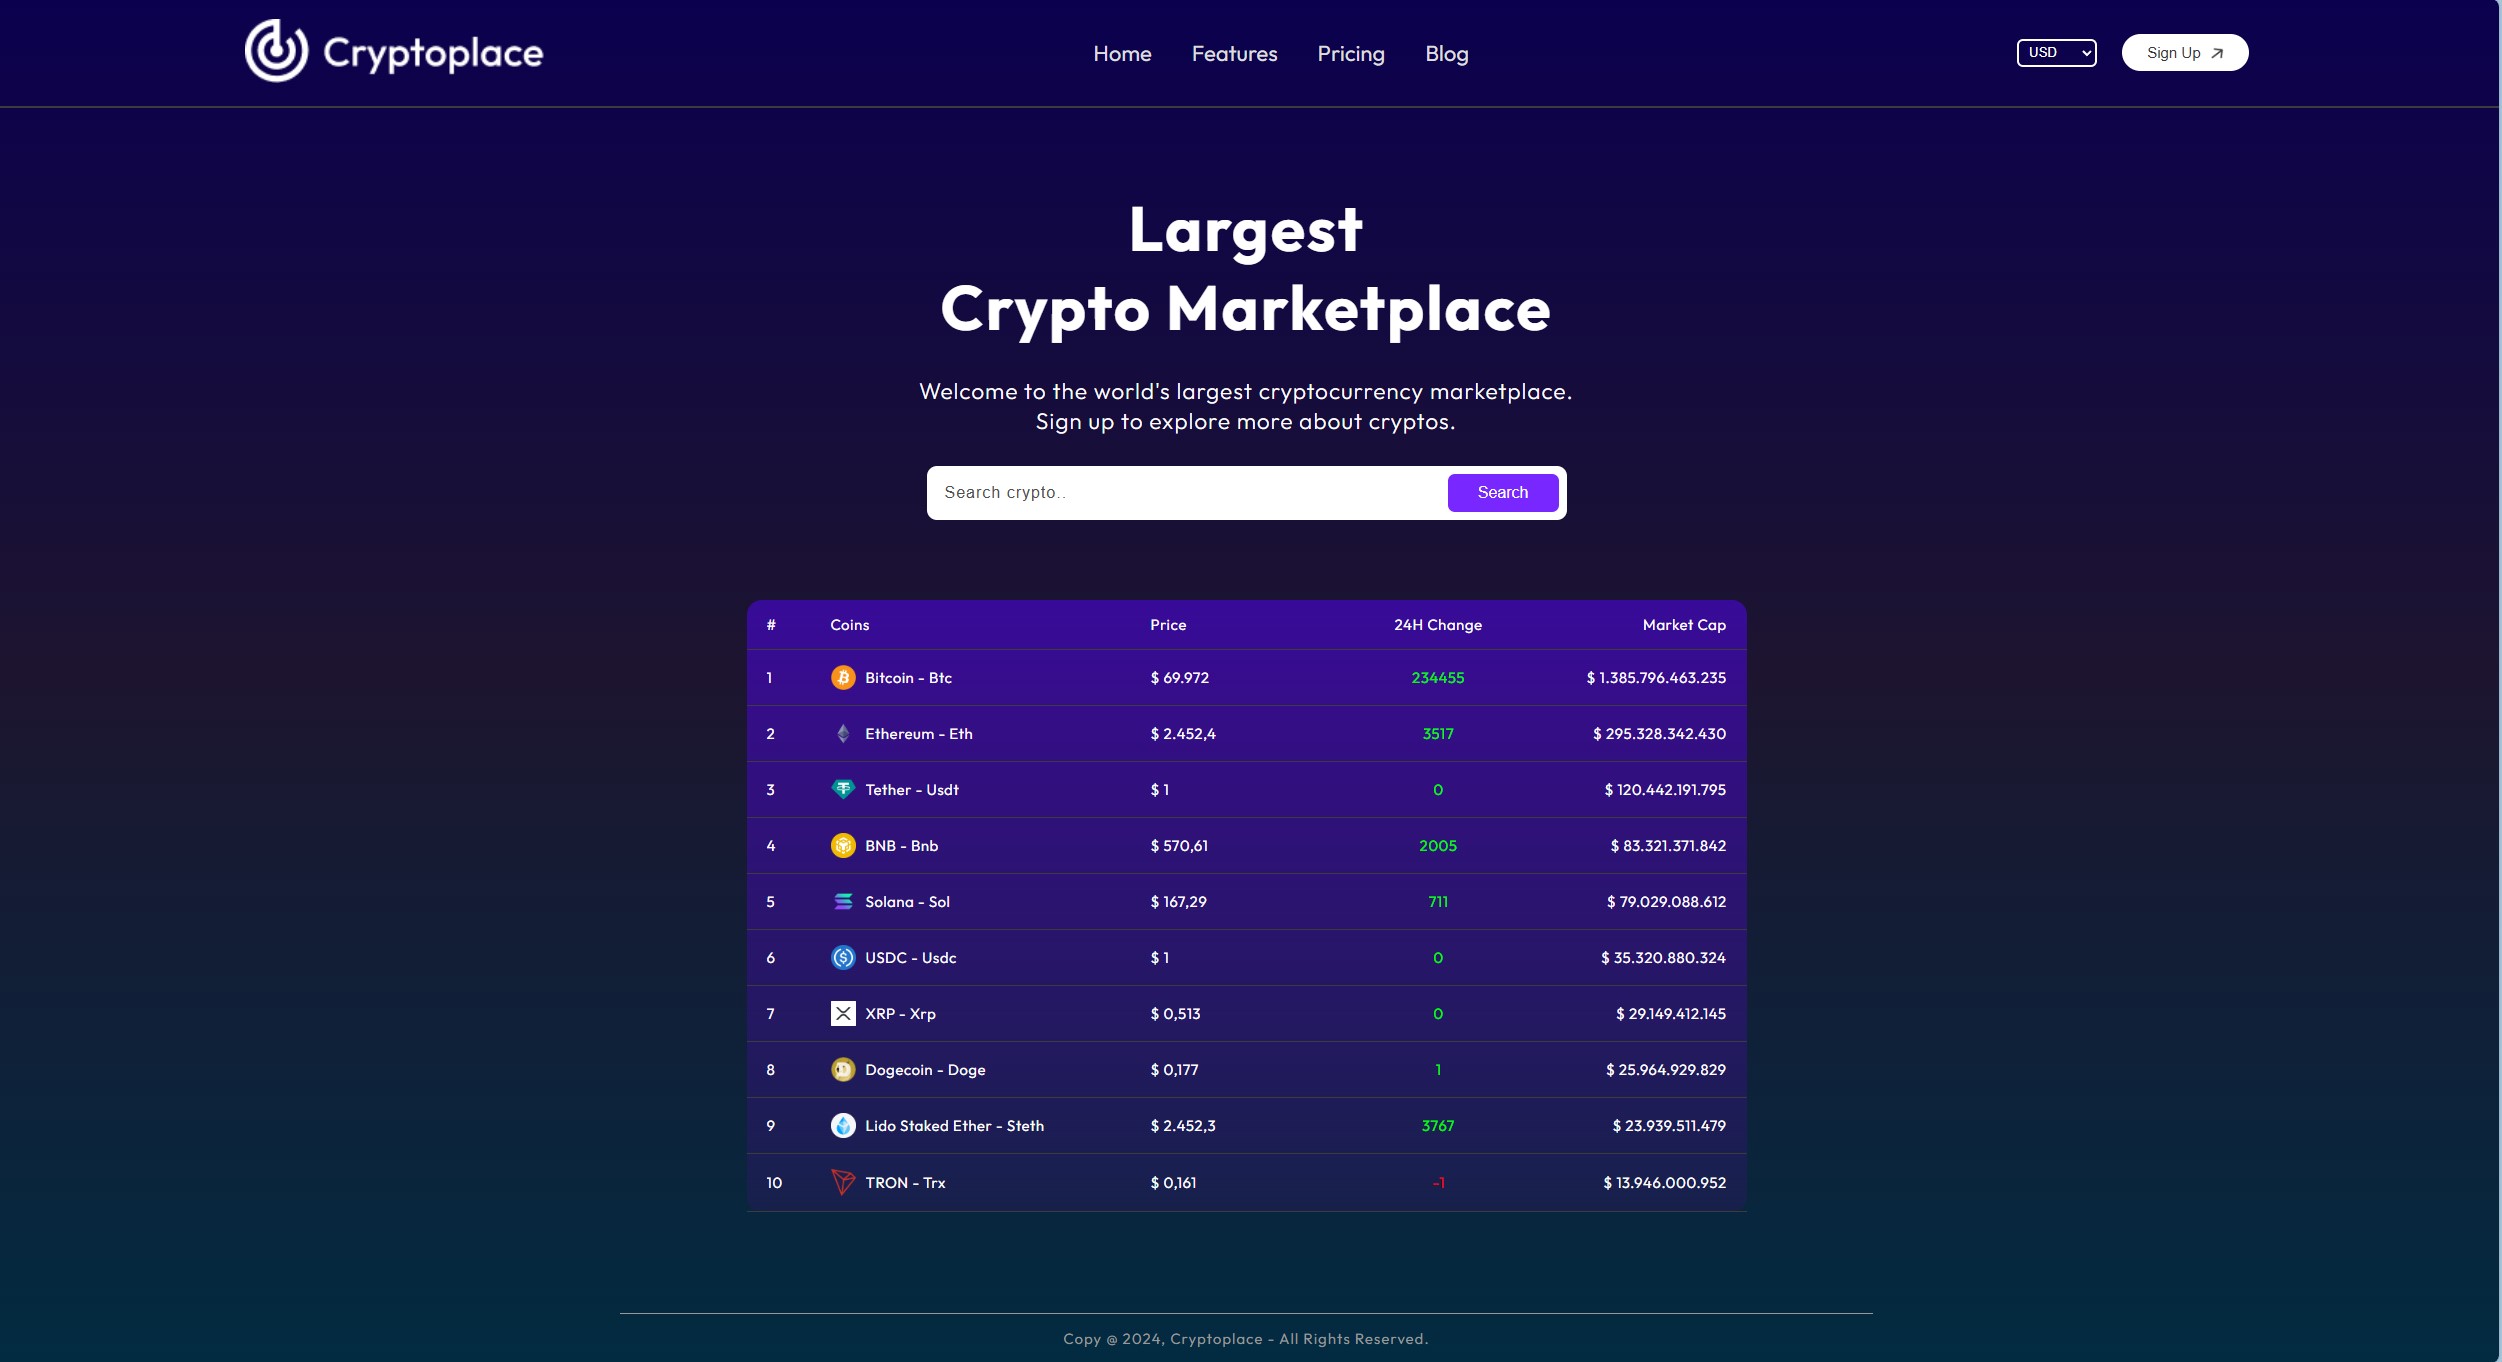 Cryptoplace
Home Features Pricing Blog
USD
Sign Up
Largest
Crypto Marketplace
Welcome to the world's largest cryptocurrency marketplace.
Sign up to explore more about cryptos.
Search crypto.. Search
# Coins Price 24H Change Market Cap
1 Bitcoin - Btc $ 69.972 234455 $ 1.385.796.463.235
2 Ethereum - Eth $ 2.452,4 3517 $ 295.328.342.430
3 Tether - Usdt $ 1 0 $ 120.442.191.795
4 BNB - Bnb $ 570,61 2005 $ 83.321.371.842
5 Solana - Sol $ 167,29 711 $ 79.029.088.612
6 USDC - Usdc $ 1 0 $ 35.320.880.324
7 XRP - Xrp $ 0,513 0 $ 29.149.412.145
8 Dogecoin - Doge $ 0,177 1 $ 25.964.929.829
9 Lido Staked Ether - Steth $ 2.452,3 3767 $ 23.939.511.479
10 TRON - Trx $ 0,161 -1 $ 13.946.000.952
Copy @ 2024, Cryptoplace - All Rights Reserved.